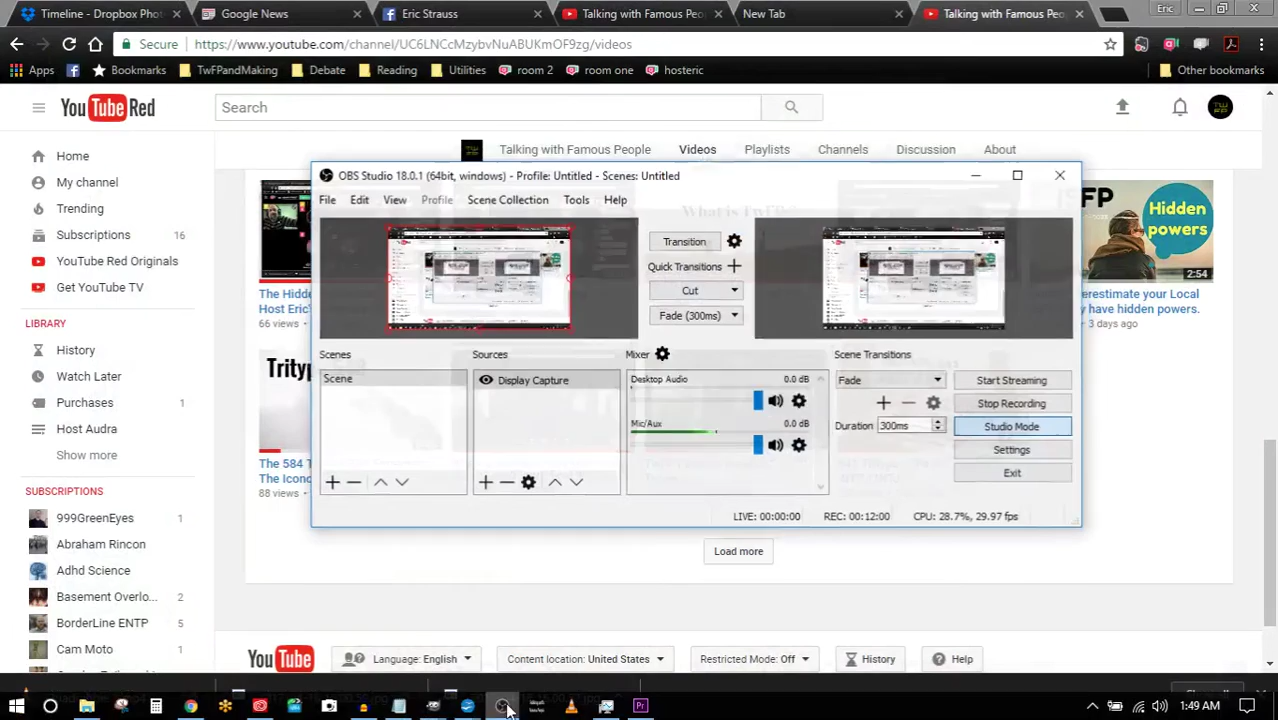 Timeline - Dropbox Phot
Google News
Eric Strauss
Talking with Famous Peop
New Tab
Talking with Famous Peop
Eric
Secure
https://www.youtube.com/channel/UC6LNCcMzybvNuABUKmOF9zg/videos
Apps
Bookmarks
TwFPandMaking
Debate
Reading
Utilities
room 2
room one
hosteric
Other bookmarks
YouTube Red
Search
Home
My channel
Trending
Subscriptions 16
YouTube Red Originals
Get YouTube TV
LIBRARY
History
Watch Later
Purchases 1
Host Audra
Show more
SUBSCRIPTIONS
999GreenEyes 1
Abraham Rincon
Adhd Science
Basement Overlo... 2
BorderLine ENTP 5
Cam Moto
Talking with Famous People
Videos
Playlists
Channels
Discussion
About
The Hidde
Host Eric'
66 views
Trityp
The 584 T
The Icono
88 views
FP
Hidden
powers
2:54
erestimate your Local
y have hidden powers.
3 days ago
OBS Studio 18.0.1 (64bit, windows) - Profile: Untitled - Scenes: Untitled
File
Edit
View
Profile
Scene Collection
Tools
Help
Transition
Quick Transitions
Cut
Fade (300ms)
Scenes
Scene
Sources
Display Capture
Mixer
Desktop Audio 0.0 dB
Mic/Aux 0.0 dB
Scene Transitions
Fade
Duration 300ms
Start Streaming
Stop Recording
Studio Mode
Settings
Exit
LIVE: 00:00:00
REC: 00:12:00
CPU: 28.7%, 29.97 fps
Load more
YouTube
Language: English
Content location: United States
Restricted Mode: Off
History
Help
1:49 AM